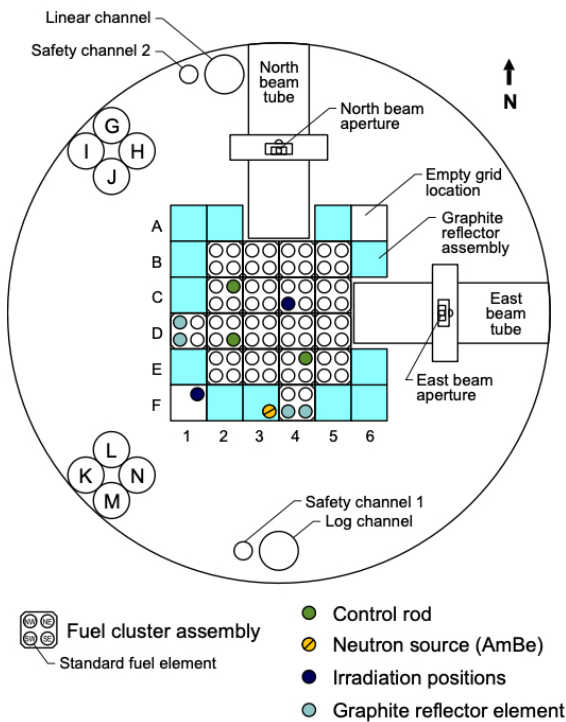 Linear channel
Safety channel 2
North
beam
tube
N
North beam
aperture
G
I
H
J
Empty grid
location
Graphite
reflector
assembly
A
B
C
D
E
F
East
beam
tube
East beam
aperture
1
2
3
4
5
6
L
K
N
M
Safety channel 1
Log channel
NW NE
SW SE
Fuel cluster assembly
Standard fuel element
Control rod
Neutron source (AmBe)
Irradiation positions
Graphite reflector element